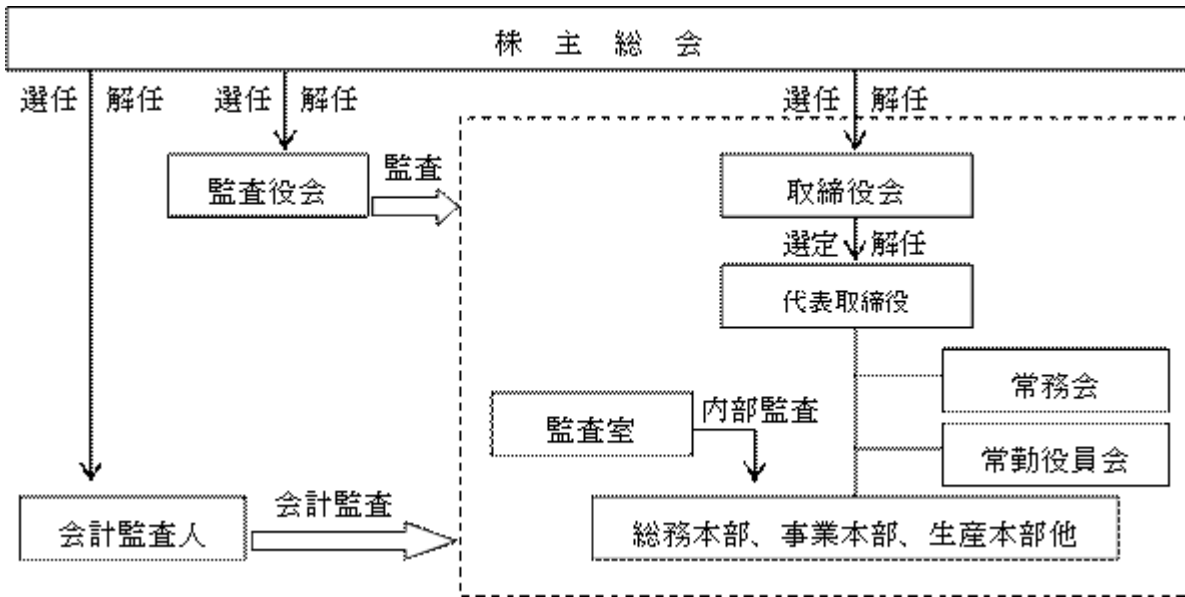 株主総会
選任 解任 選任 解任 選任 解任
監査役会
監査
取締役会
選定 解任
代表取締役
常務会
監査室
内部監査
常勤役員会
会計監査人
会計監査
総務本部、事業本部、生産本部他